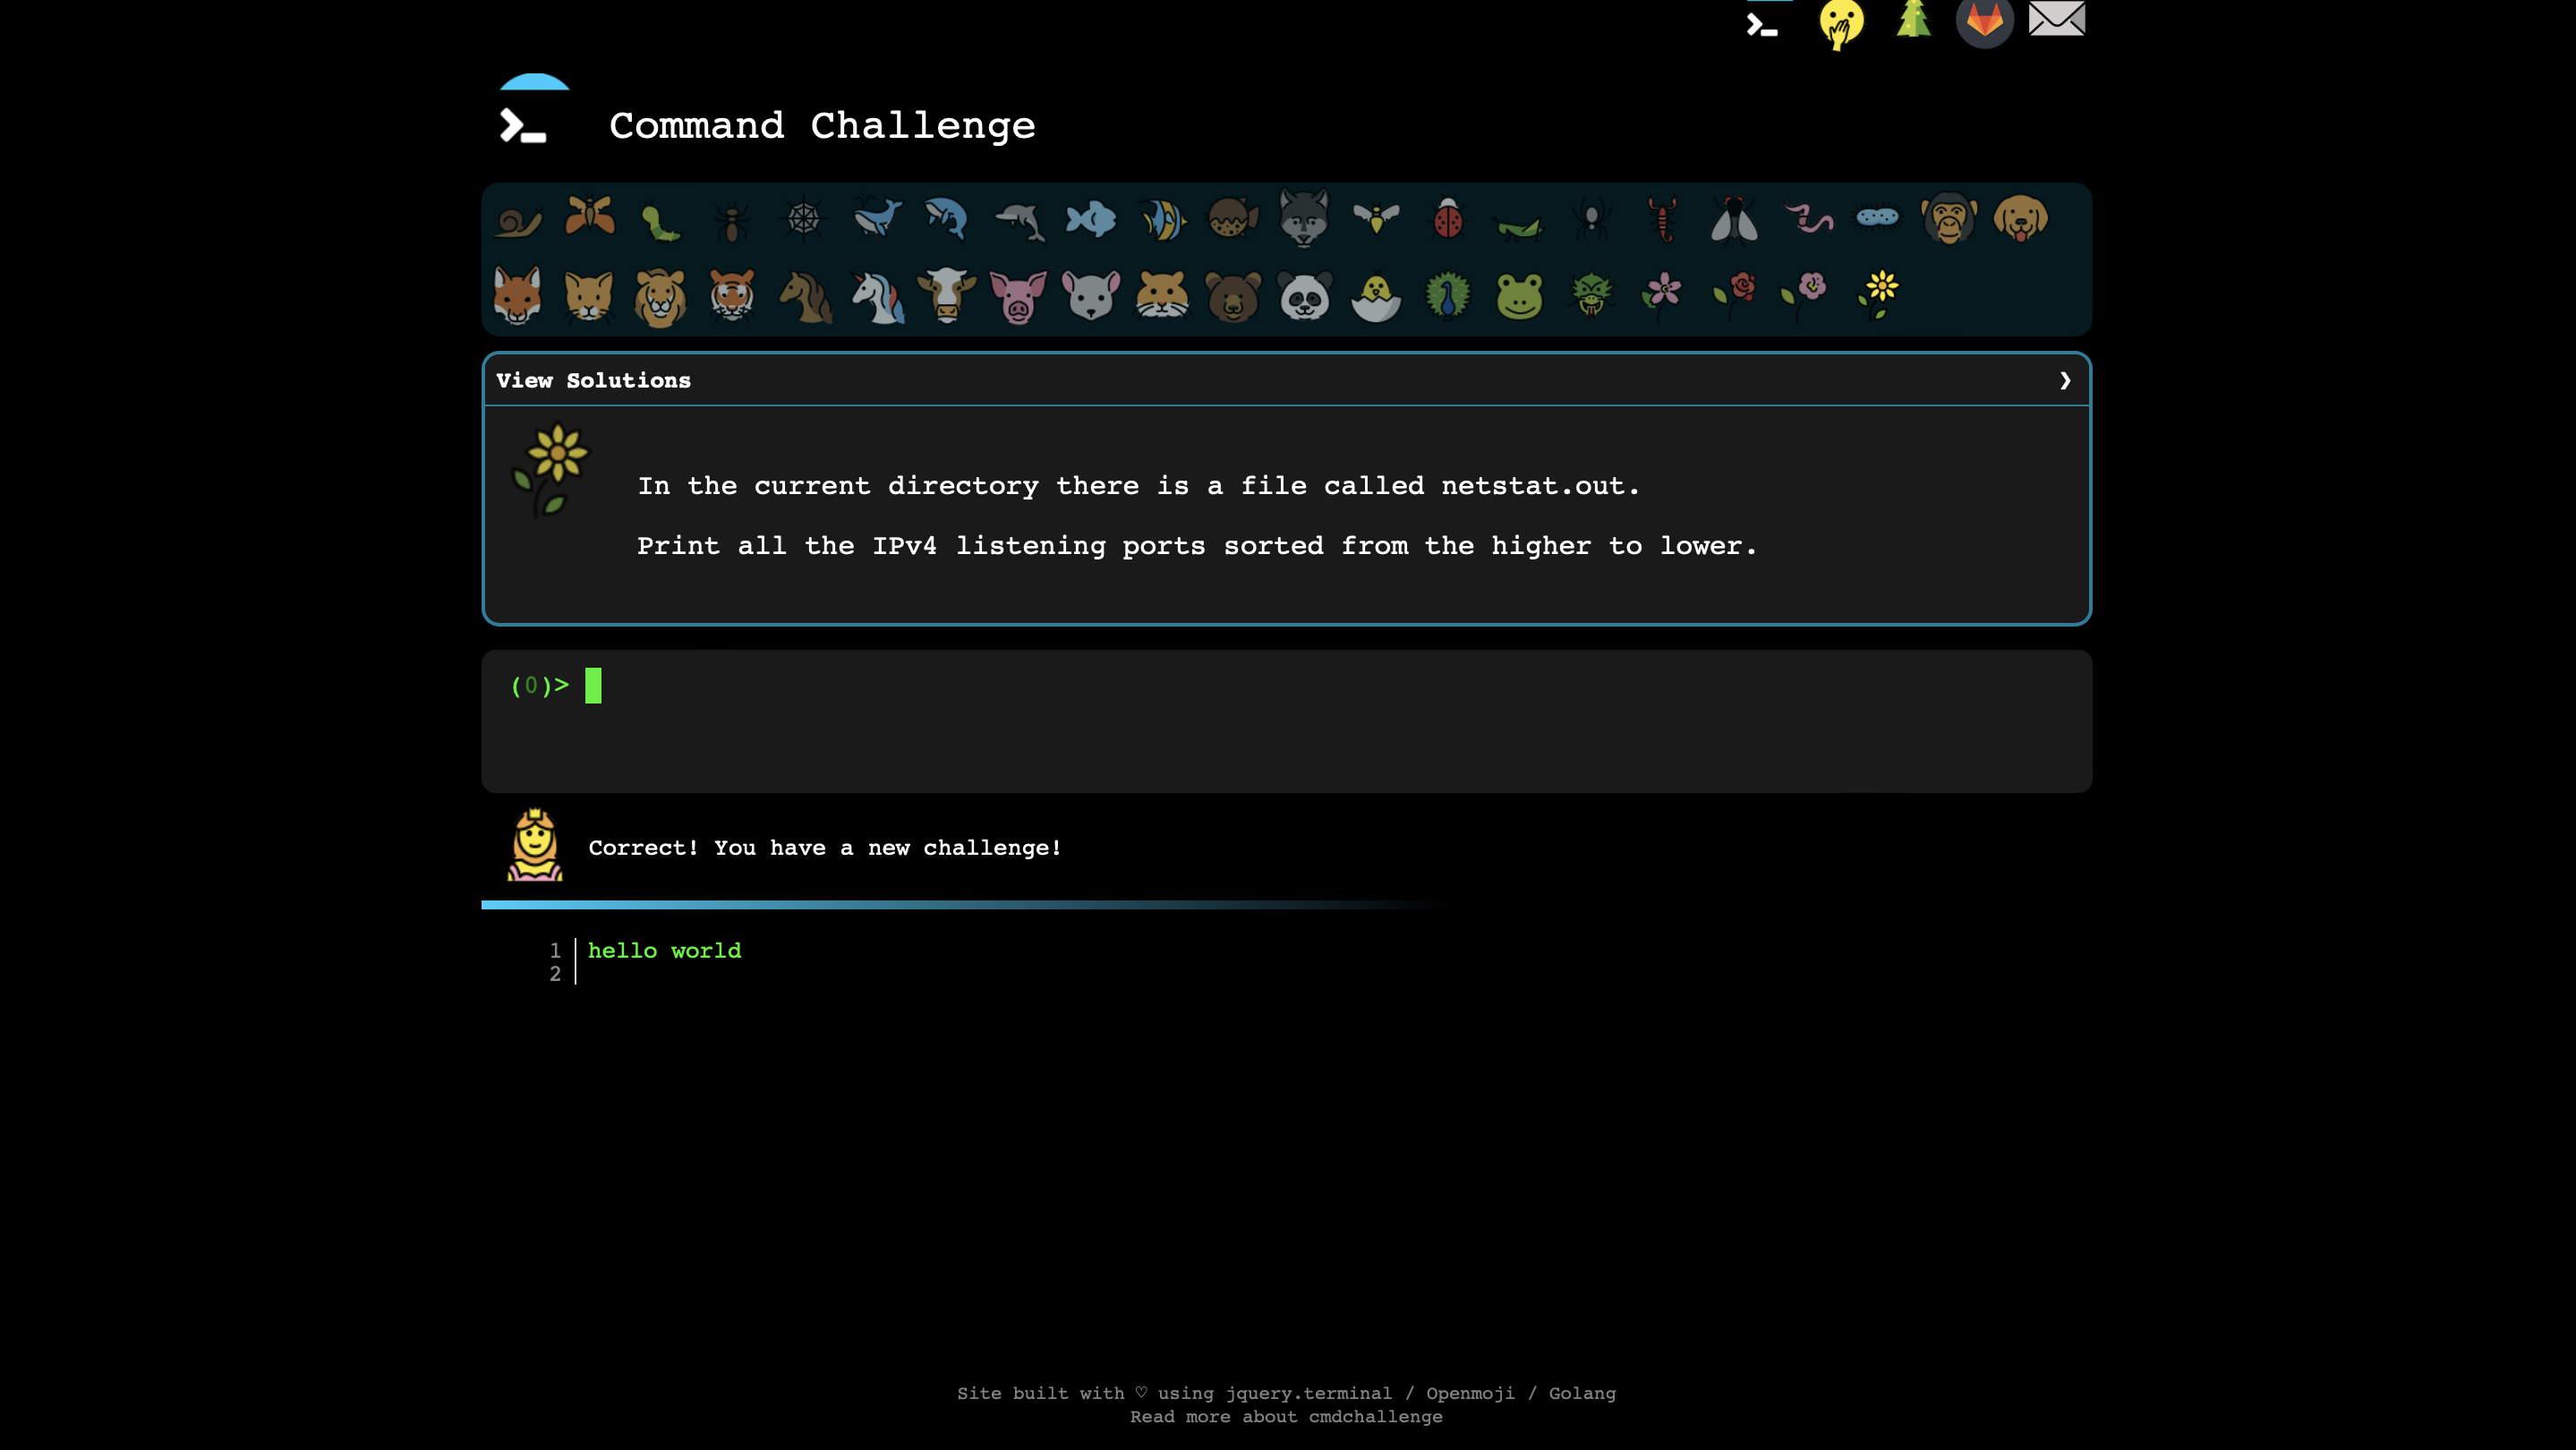 Command Challenge
View Solutions ❯
In the current directory there is a file called netstat.out.
Print all the IPv4 listening ports sorted from the higher to lower.
(0)>
Correct! You have a new challenge!
1 hello world
2
Site built with ♡ using jquery.terminal / Openmoji / Golang
Read more about cmdchallenge